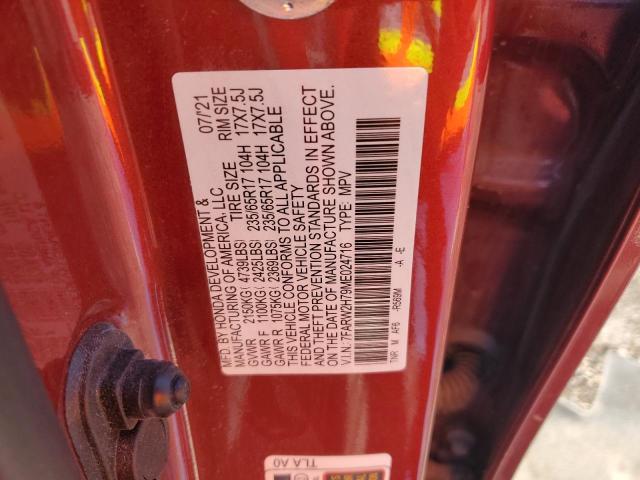 MFD. BY HONDA DEVELOPMENT & 07/'21
MANUFACTURING OF AMERICA, LLC
TIRE SIZE RIM SIZE
GVWR 2150KG( 4739LBS)
GAWR F 1100KG( 2425LBS) 235/65R17 104H 17X7.5J
GAWR R 1075KG( 2369LBS) 235/65R17 104H 17X7.5J
THIS VEHICLE CONFORMS TO ALL APPLICABLE
FEDERAL MOTOR VEHICLE SAFETY
AND THEFT PREVENTION STANDARDS IN EFFECT
ON THE DATE OF MANUFACTURE SHOWN ABOVE.
V.I.N.: 7FARW2H79ME024716 TYPE: MPV
TNR M AF6 -R569M -A -E
TLA A0